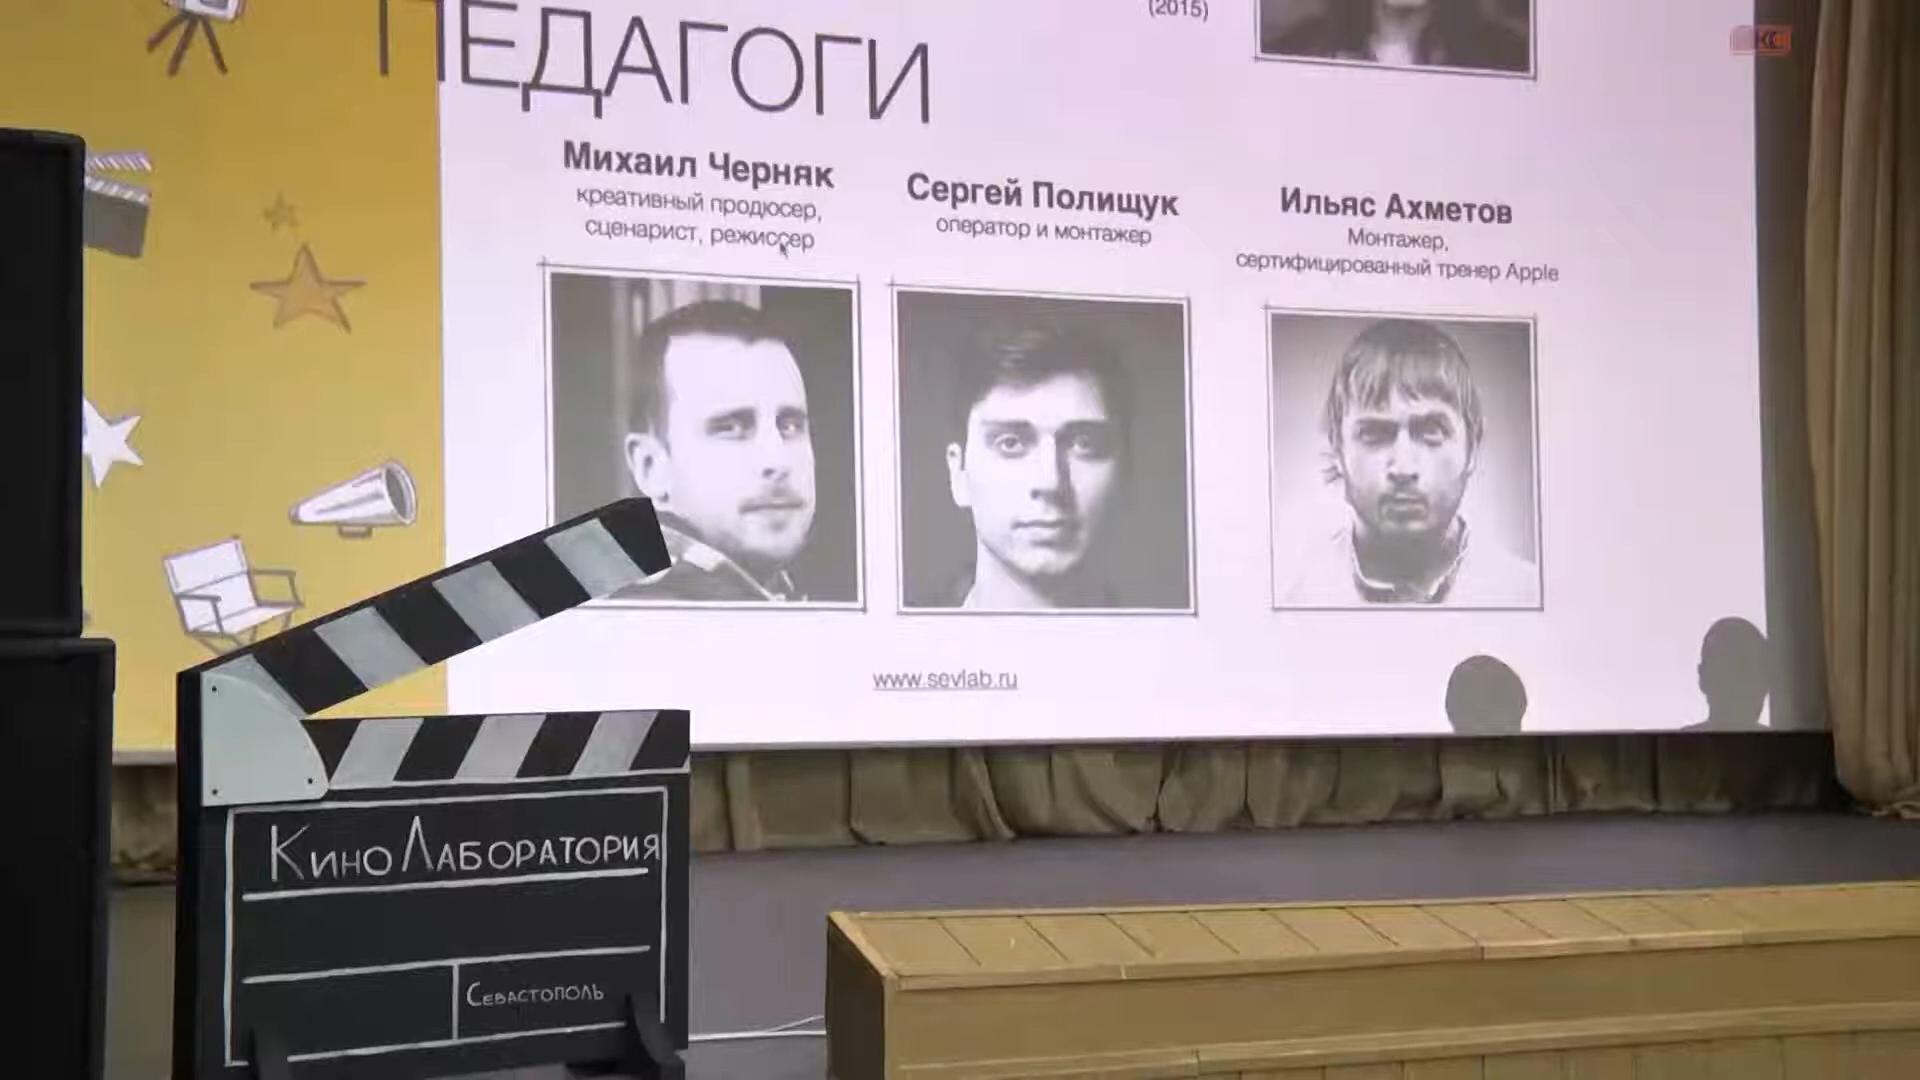 (2015)
ПЕДАГОГИ
Михаил Черняк
креативный продюсер,
сценарист, режиссер
Сергей Полищук
оператор и монтажер
Ильяс Ахметов
Монтажер,
сертифицированный тренер Apple
www.sevlab.ru
КиноЛаборатория
Севастополь